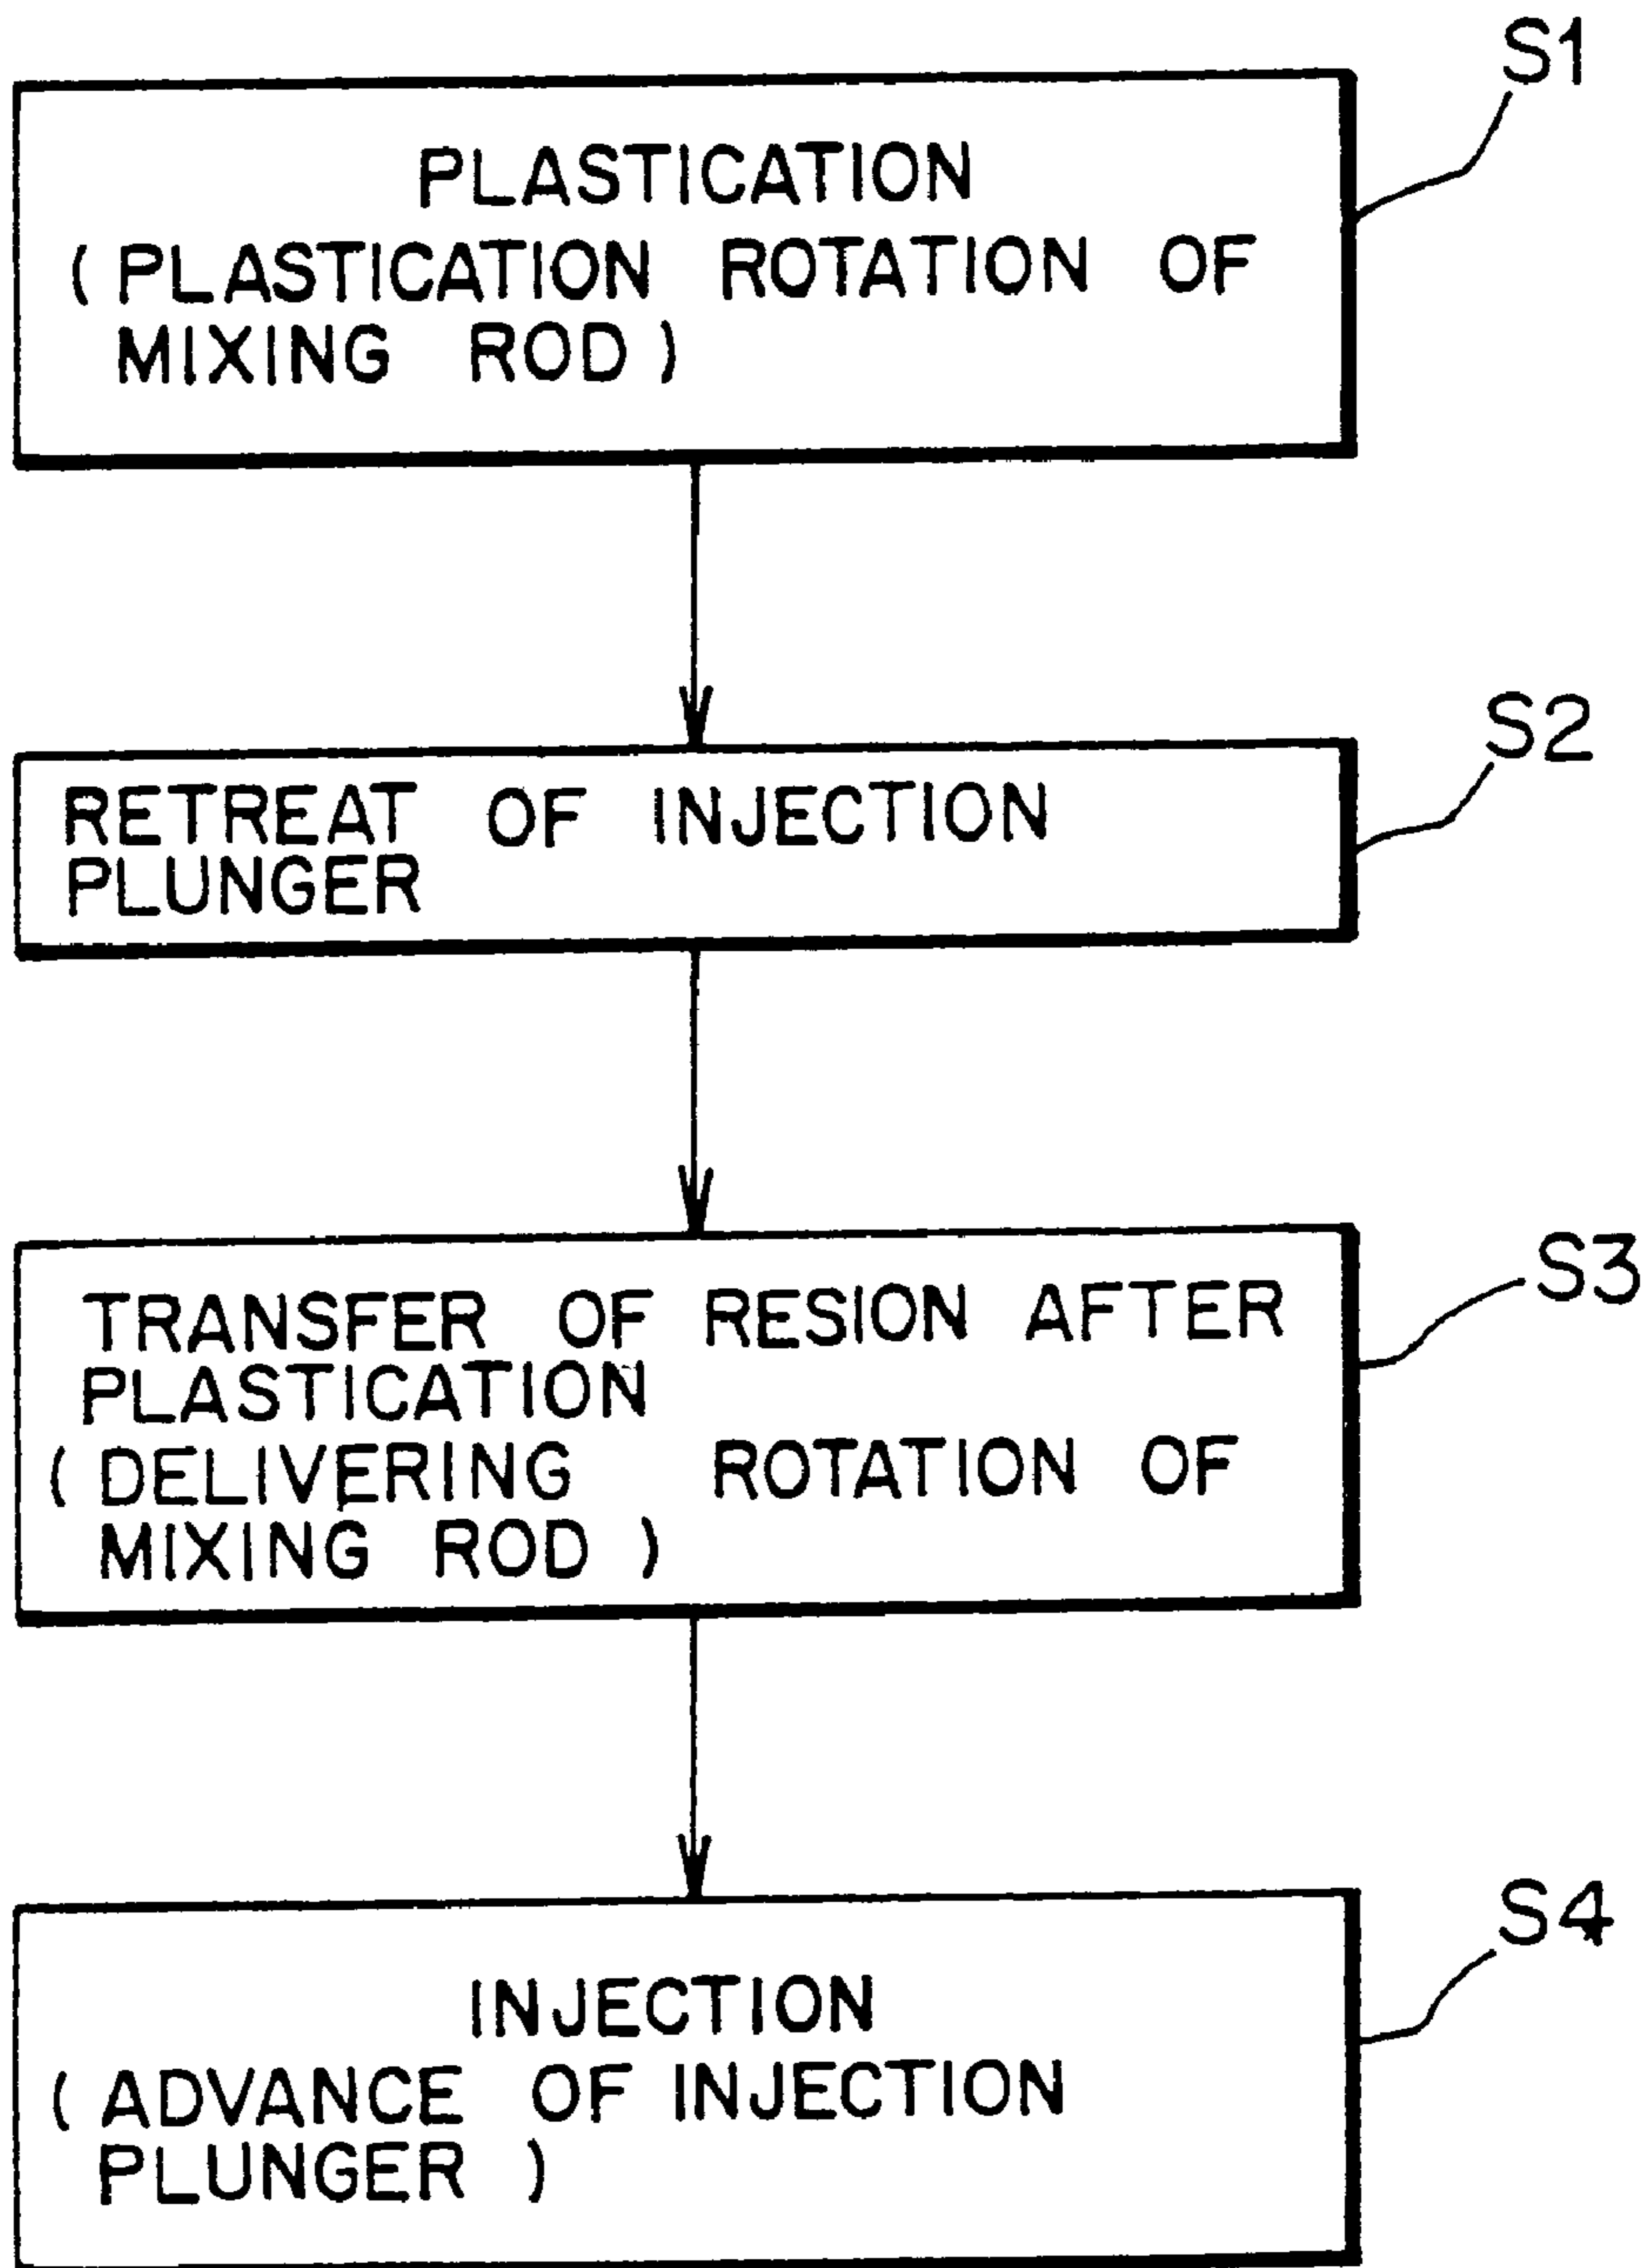 S1
PLASTICATION
( PLASTICATION ROTATION OF
MIXING ROD )
S2
RETREAT OF INJECTION
PLUNGER
S3
TRANSFER OF RESION AFTER
PLASTICATION
( DELIVERING ROTATION OF
MIXING ROD )
S4
INJECTION
( ADVANCE OF INJECTION
PLUNGER )